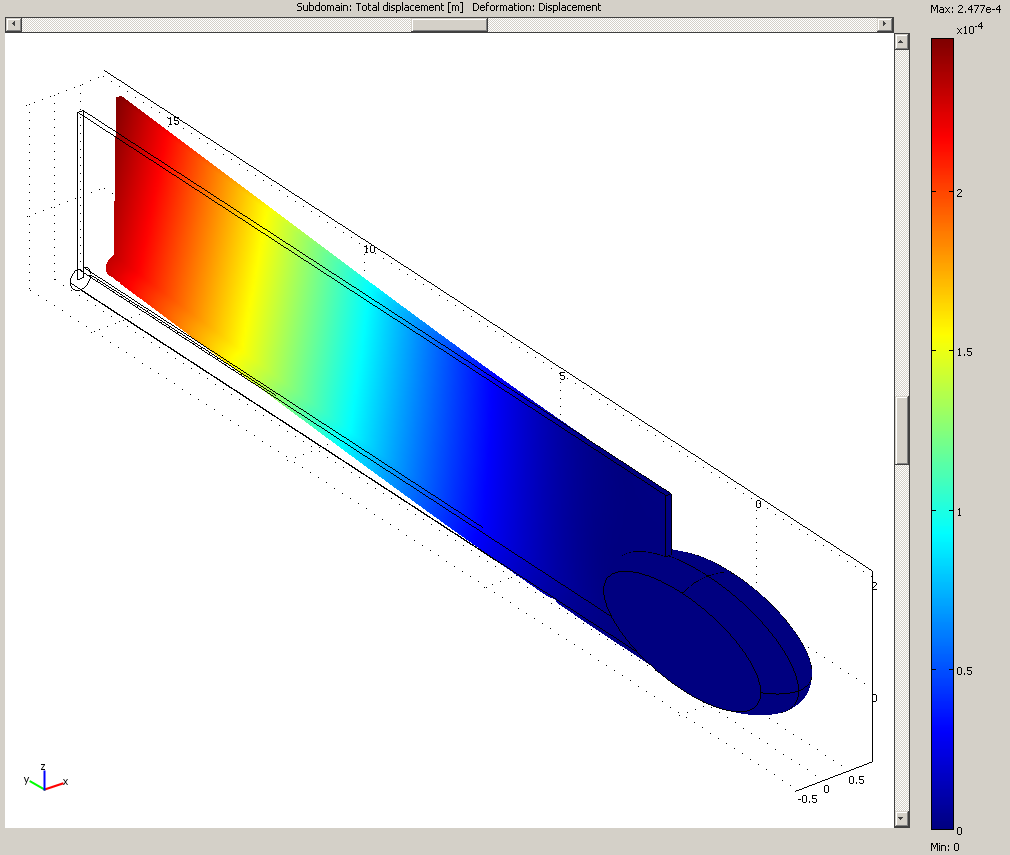 Subdomain: Total displacement [m] Deformation: Displacement
Max: 2.477e-4
x10-4
15
10
5
0
2
0
0.5
0
-0.5
2
1.5
1
0.5
0
Min: 0
z
y
x